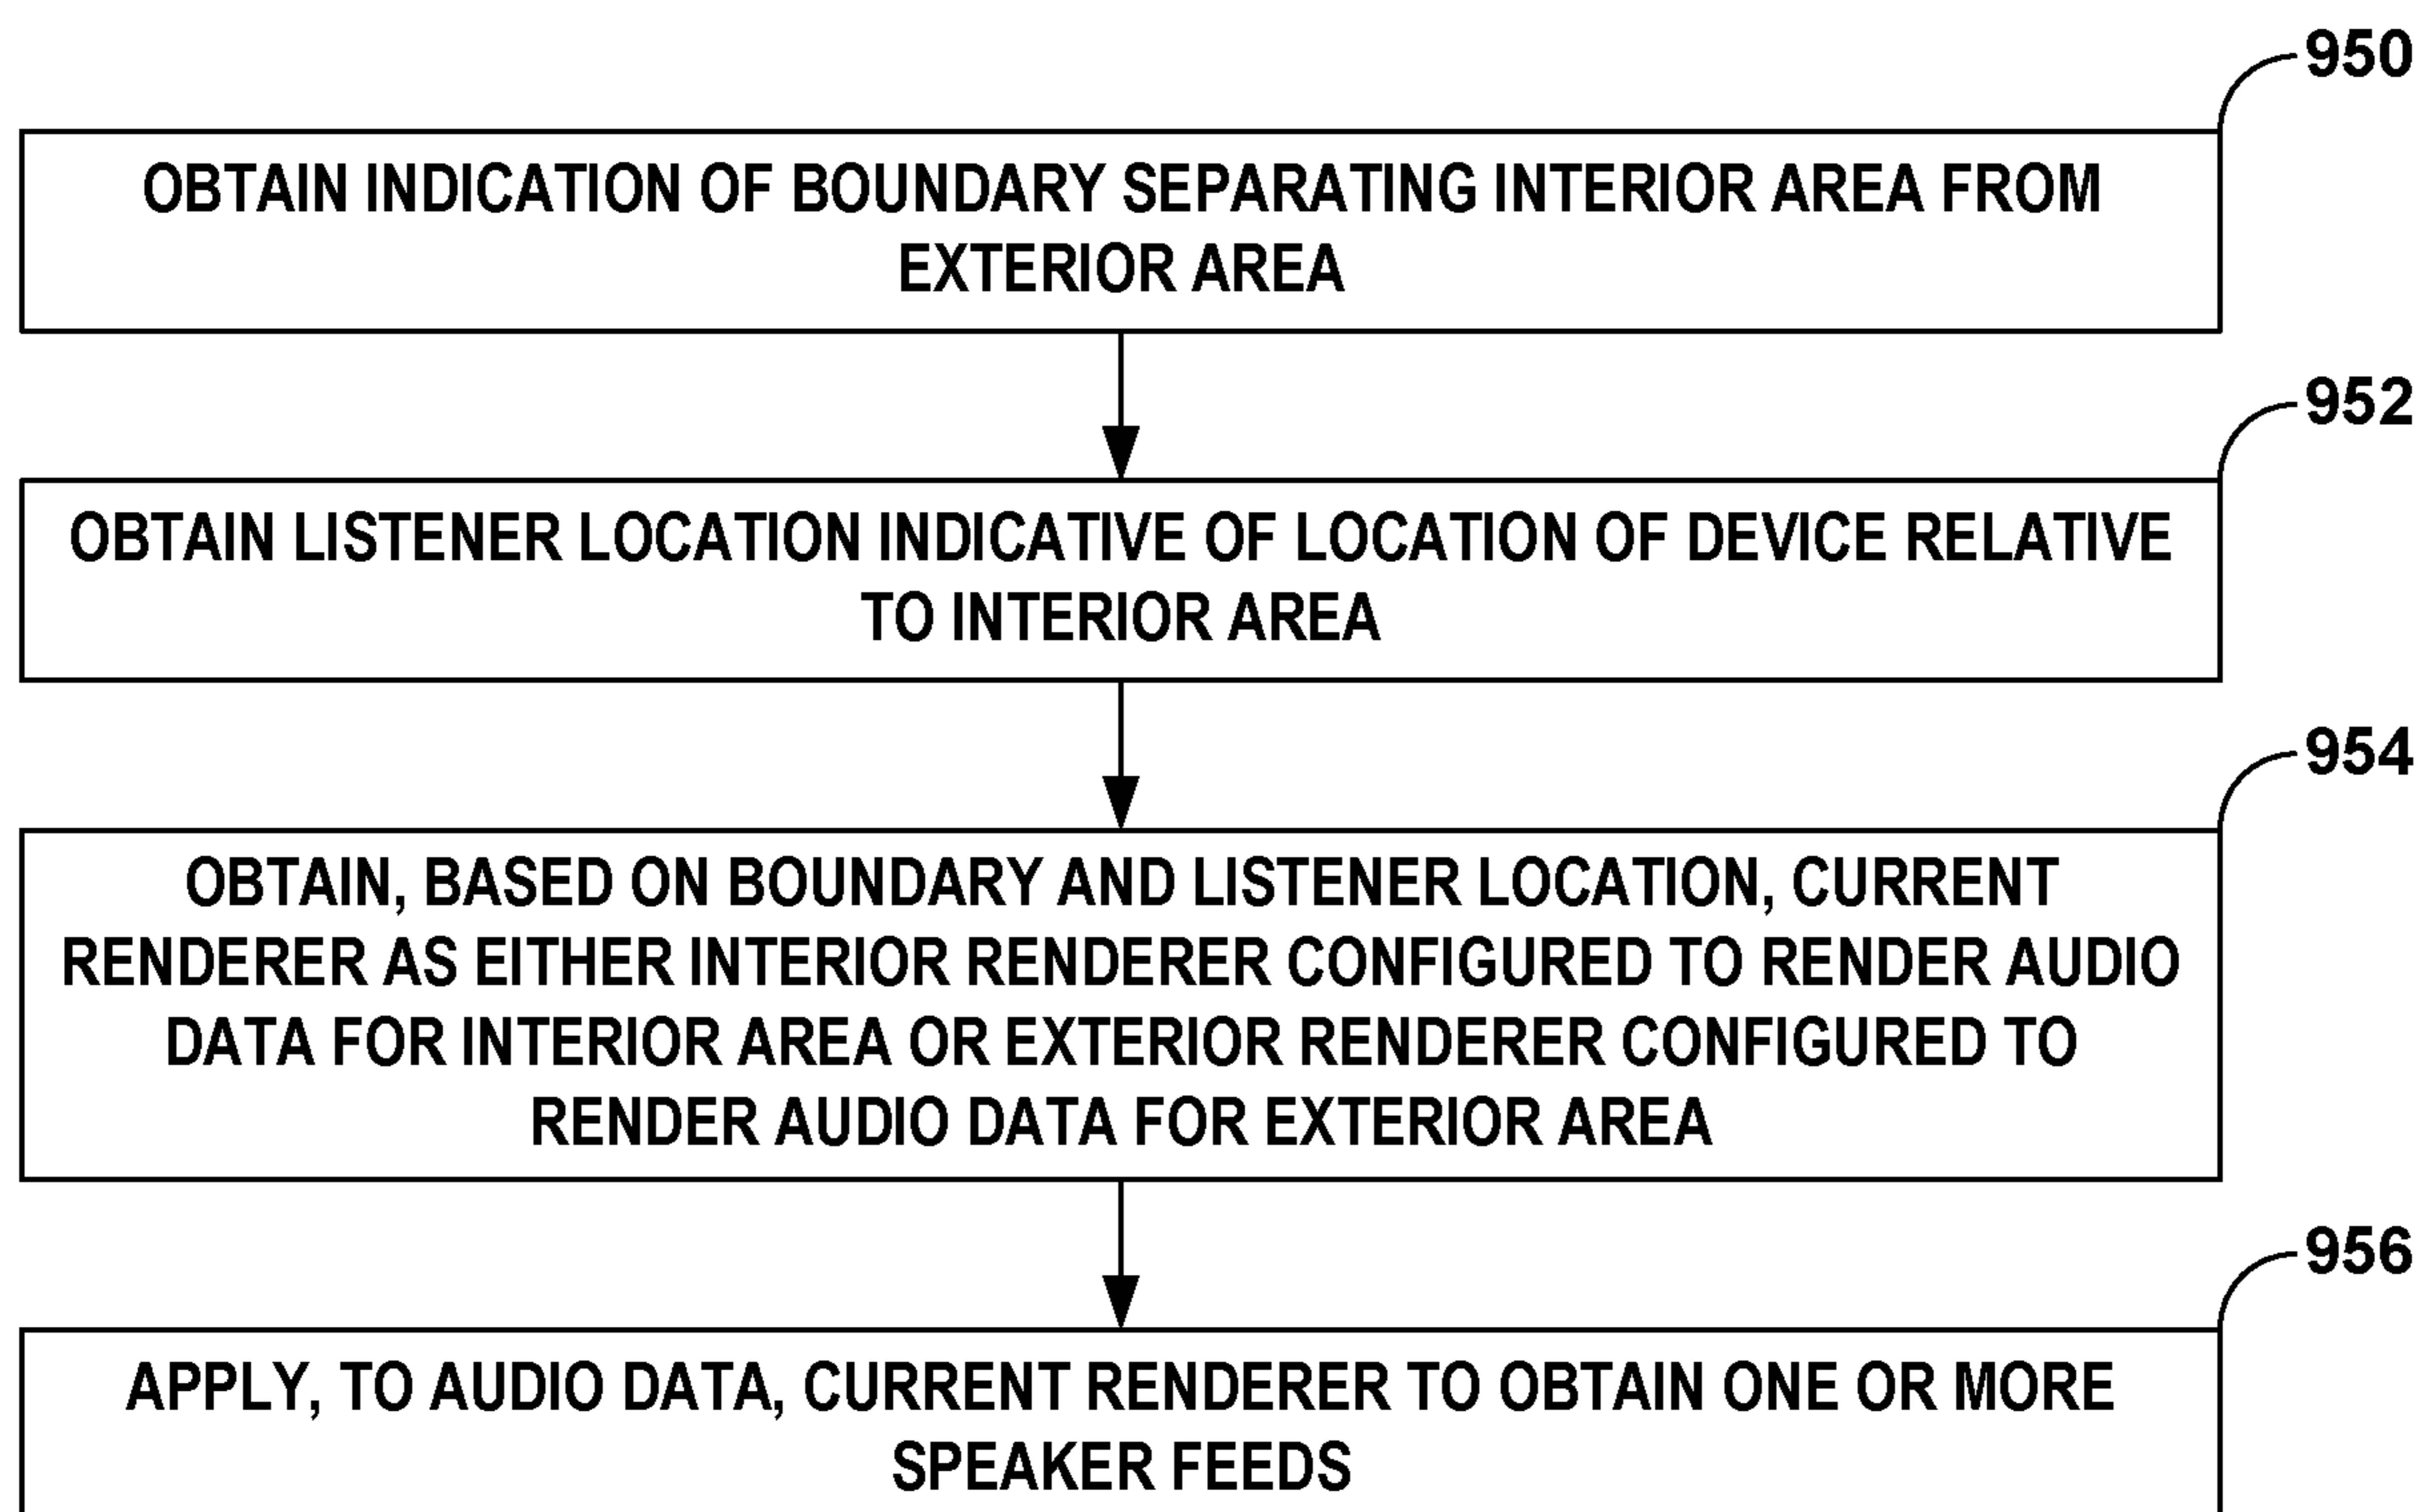 950
OBTAIN INDICATION OF BOUNDARY SEPARATING INTERIOR AREA FROM
EXTERIOR AREA
952
OBTAIN LISTENER LOCATION INDICATIVE OF LOCATION OF DEVICE RELATIVE
TO INTERIOR AREA
954
OBTAIN, BASED ON BOUNDARY AND LISTENER LOCATION, CURRENT
RENDERER AS EITHER INTERIOR RENDERER CONFIGURED TO RENDER AUDIO
DATA FOR INTERIOR AREA OR EXTERIOR RENDERER CONFIGURED TO
RENDER AUDIO DATA FOR EXTERIOR AREA
956
APPLY, TO AUDIO DATA, CURRENT RENDERER TO OBTAIN ONE OR MORE
SPEAKER FEEDS